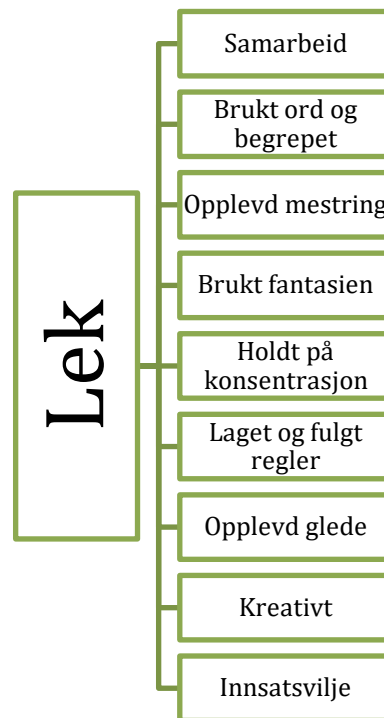 Lek
Samarbeid
Brukt ord og
begrepet
Opplevd mestring
Brukt fantasien
Holdt på
konsentrasjon
Laget og fulgt
regler
Opplevd glede
Kreativt
Innsatsvilje